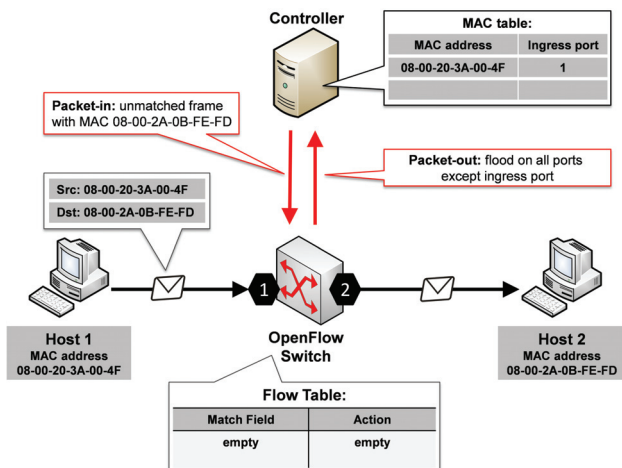 Controller
MAC table:
MAC address Ingress port
08-00-20-3A-00-4F 1
Packet-in: unmatched frame
with MAC 08-00-2A-0B-FE-FD
Packet-out: flood on all ports
except ingress port
Src: 08-00-20-3A-00-4F
Dst: 08-00-2A-0B-FE-FD
1
2
Host 1
MAC address
08-00-20-3A-00-4F
OpenFlow
Switch
Host 2
MAC address
08-00-2A-0B-FE-FD
Flow Table:
Match Field Action
empty empty